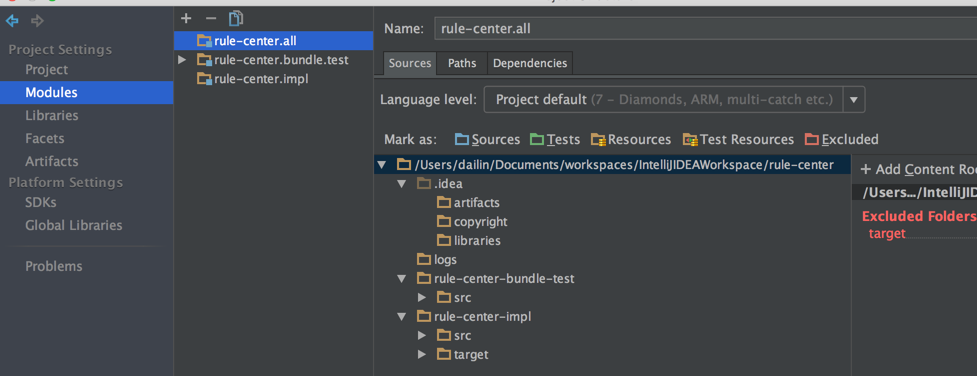 Project Settings
Project
Modules
Libraries
Facets
Artifacts
Platform Settings
SDKs
Global Libraries
Problems
rule-center.all
rule-center.bundle.test
rule-center.impl
Name: rule-center.all
Sources Paths Dependencies
Language level: Project default (7 - Diamonds, ARM, multi-catch etc.)
Mark as: Sources Tests Resources Test Resources Excluded
/Users/dailin/Documents/workspaces/IntelliJIDEAWorkspace/rule-center
.idea
artifacts
copyright
libraries
logs
rule-center-bundle-test
src
rule-center-impl
src
target
+ Add Content Roo
/Users.../IntelliJID
Excluded Folders
target